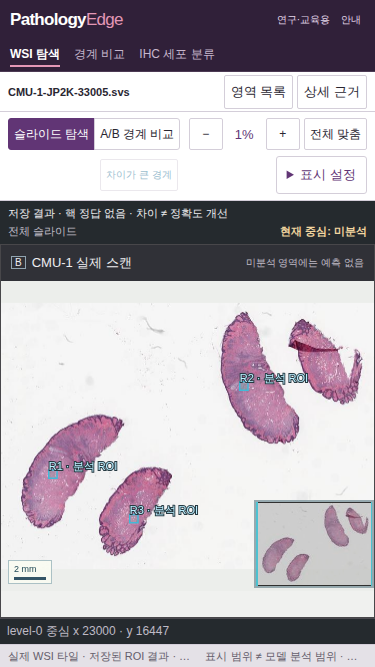 PathologyEdge
연구·교육용 안내
WSI 탐색 경계 비교 IHC 세포 분류
CMU-1-JP2K-33005.svs 영역 목록 상세 근거
슬라이드 탐색 A/B 경계 비교 − 1% + 전체 맞춤
차이가 큰 경계 ▶ 표시 설정
저장 결과 · 핵 정답 없음 · 차이 ≠ 정확도 개선
전체 슬라이드 현재 중심: 미분석
B CMU-1 실제 스캔 미분석 영역에는 예측 없음
R2 · 분석 ROI
R1 · 분석 ROI
R3 · 분석 ROI
2 mm
level-0 중심 x 23000 · y 16447
실제 WSI 타일 · 저장된 ROI 결과 · … 표시 범위 ≠ 모델 분석 범위 · …